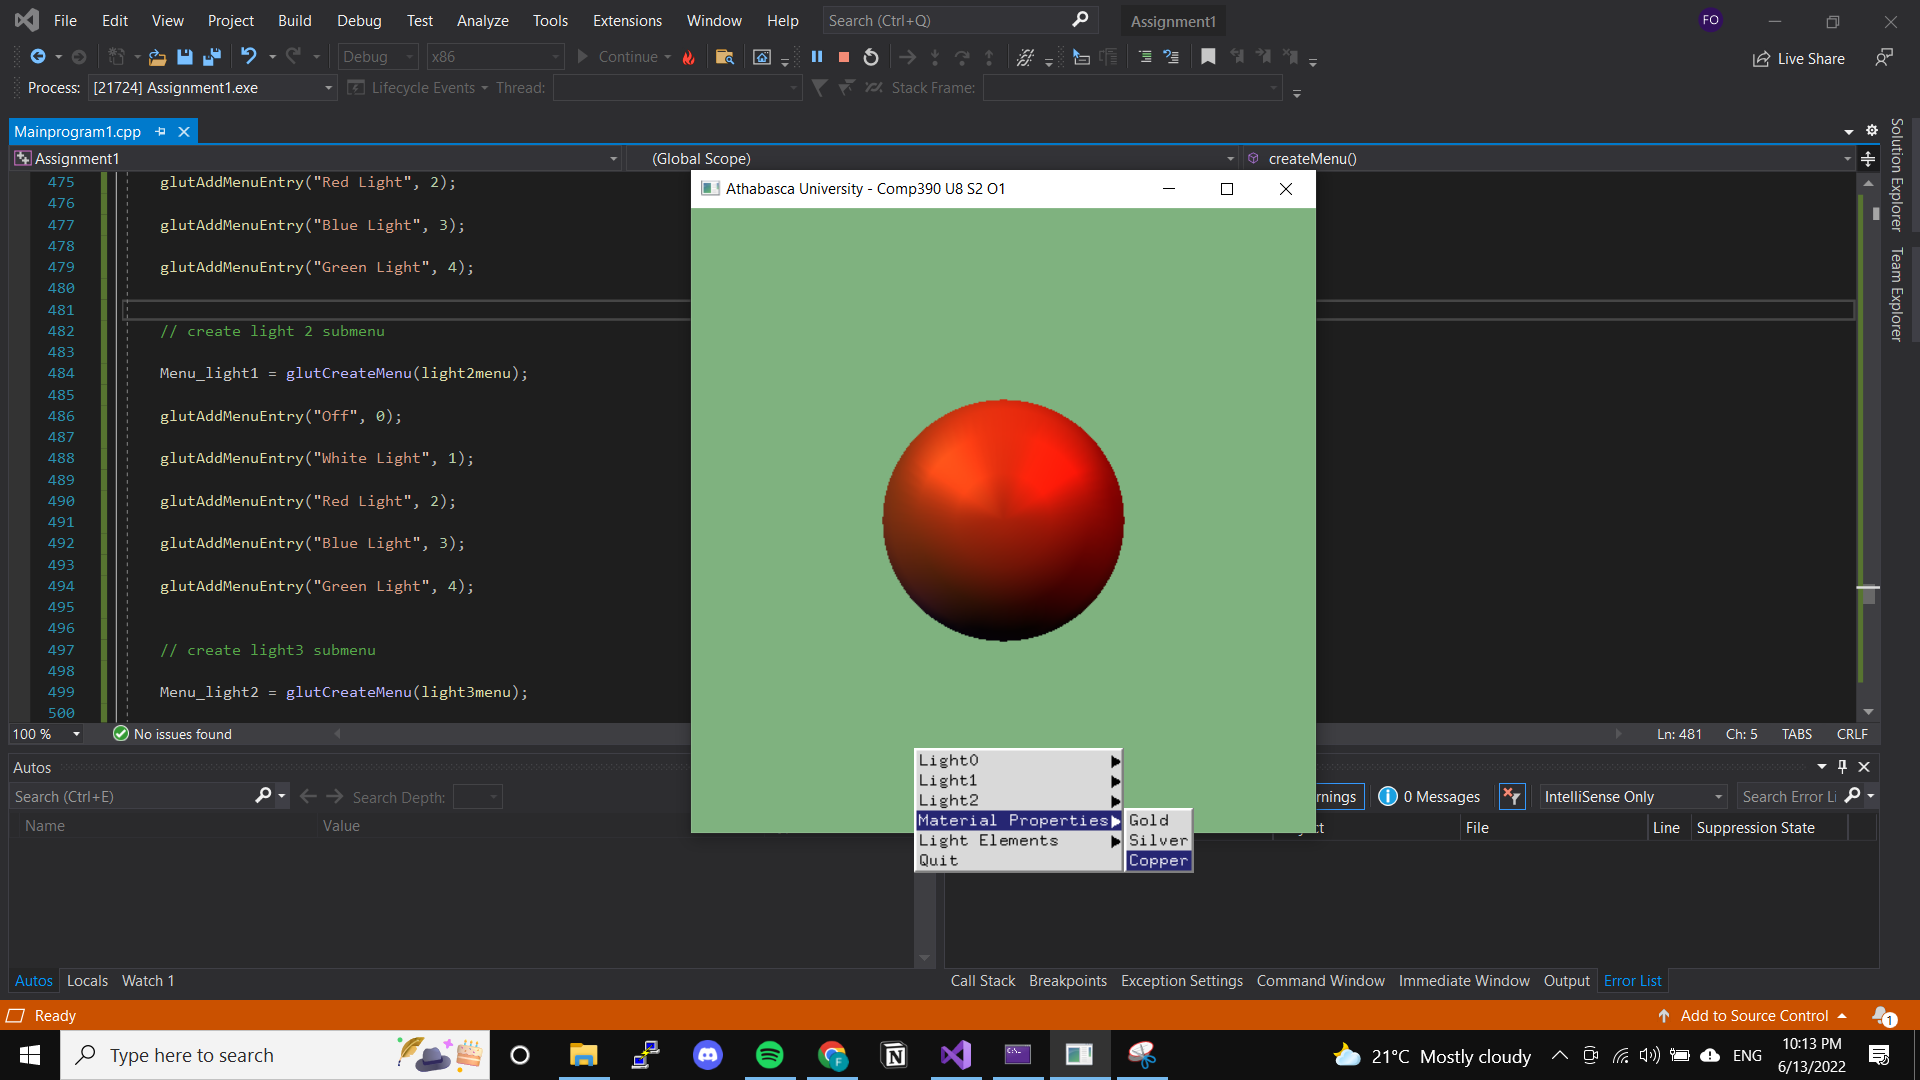 File Edit View Project Build Debug Test Analyze Tools Extensions Window Help Search (Ctrl+Q) Assignment1 FO
Debug x86 Continue Live Share
Process: [21724] Assignment1.exe Lifecycle Events Thread: Stack Frame:
Mainprogram1.cpp
Assignment1 (Global Scope) createMenu()
475 glutAddMenuEntry("Red Light", 2);
476
477 glutAddMenuEntry("Blue Light", 3);
478
479 glutAddMenuEntry("Green Light", 4);
480
481
482 // create light 2 submenu
483
484 Menu_light1 = glutCreateMenu(light2menu);
485
486 glutAddMenuEntry("Off", 0);
487
488 glutAddMenuEntry("White Light", 1);
489
490 glutAddMenuEntry("Red Light", 2);
491
492 glutAddMenuEntry("Blue Light", 3);
493
494 glutAddMenuEntry("Green Light", 4);
495
496
497 // create light3 submenu
498
499 Menu_light2 = glutCreateMenu(light3menu);
500
Athabasca University - Comp390 U8 S2 O1
Light0
Light1
Light2
Material Properties
Light Elements
Quit
Gold
Silver
Copper
Solution Explorer
Team Explorer
100 % No issues found Ln: 481 Ch: 5 TABS CRLF
Autos
Search (Ctrl+E) Search Depth:
Name Value
0 Messages IntelliSense Only Search Error Li
File Line Suppression State
Autos Locals Watch 1
Call Stack Breakpoints Exception Settings Command Window Immediate Window Output Error List
Ready Add to Source Control 1
Type here to search 21°C Mostly cloudy ENG 10:13 PM
6/13/2022